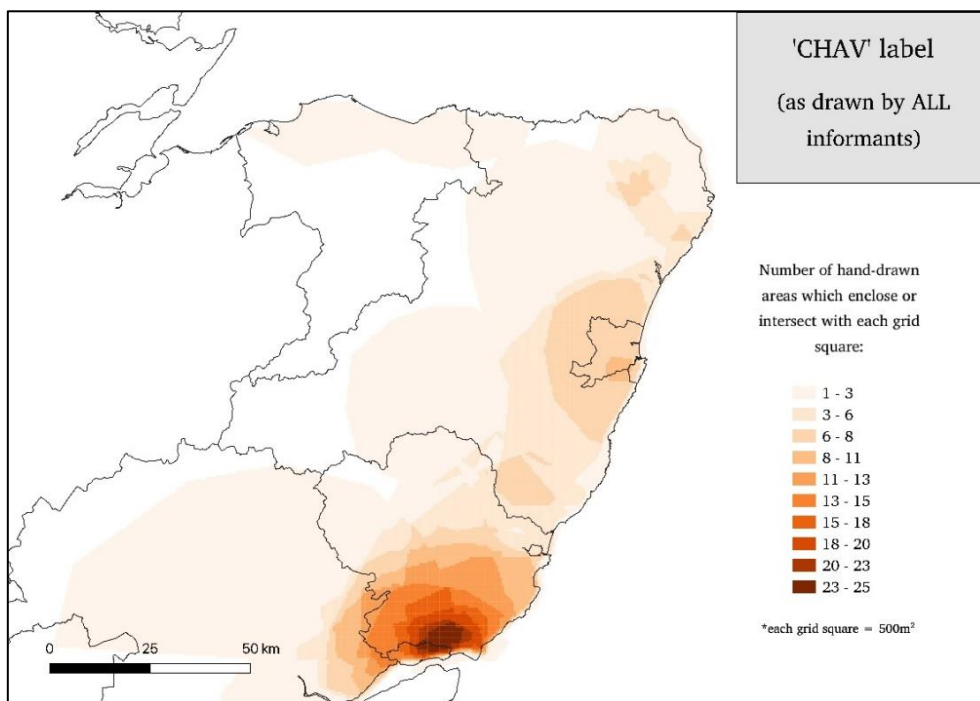 'CHAV' label
(as drawn by ALL
informants)
Number of hand-drawn
areas which enclose or
intersect with each grid
square:
1 - 3
3 - 6
6 - 8
8 - 11
11 - 13
13 - 15
15 - 18
18 - 20
20 - 23
23 - 25
*each grid square = 500m²
0 25 50 km